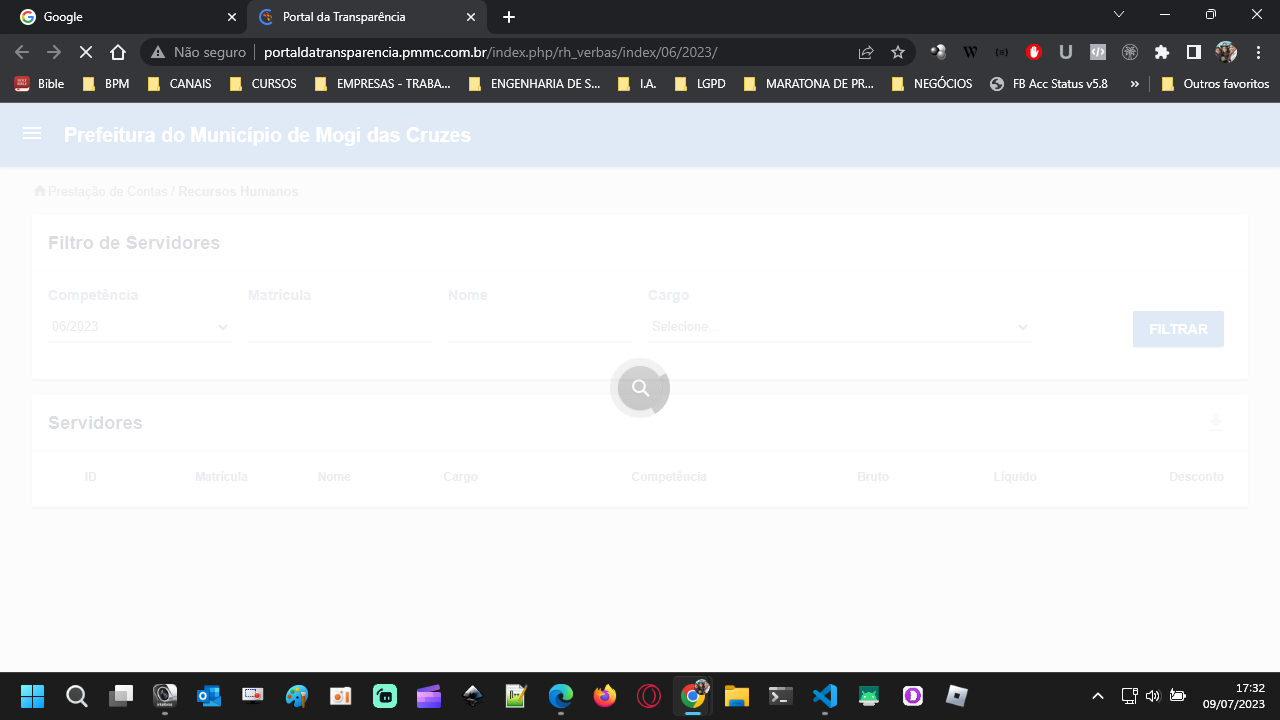 Google
Portal da Transparência
Não seguro
portaldatransparencia.pmmc.com.br/index.php/rh_verbas/index/06/2023/
Bible
BPM
CANAIS
CURSOS
EMPRESAS - TRABA...
ENGENHARIA DE S...
I.A.
LGPD
MARATONA DE PR...
NEGÓCIOS
FB Acc Status v5.8
»
Outros favoritos
Prefeitura do Município de Mogi das Cruzes
Prestação de Contas / Recursos Humanos
Filtro de Servidores
Competência Matrícula Nome Cargo
06/2023 Selecione... FILTRAR
Servidores
ID Matrícula Nome Cargo Competência Bruto Líquido Desconto
17:32
09/07/2023